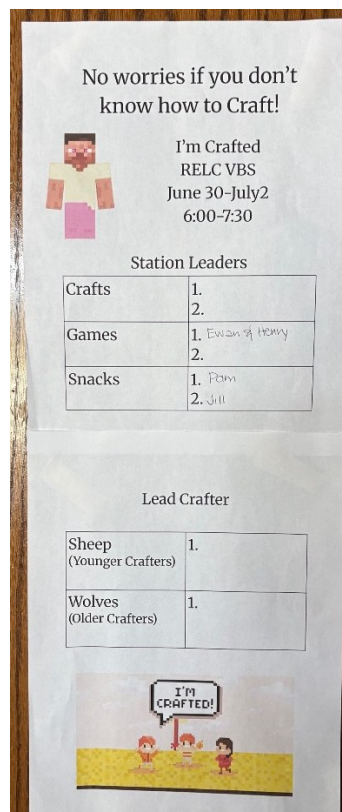 No worries if you don't
know how to Craft!
I'm Crafted
RELC VBS
June 30-July2
6:00-7:30
Station Leaders
Crafts 1.
2.
Games 1. Ewan & Henry
2.
Snacks 1. Pam
2. Jill
Lead Crafter
Sheep 1.
(Younger Crafters)
Wolves 1.
(Older Crafters)
I'M
CRAFTED!